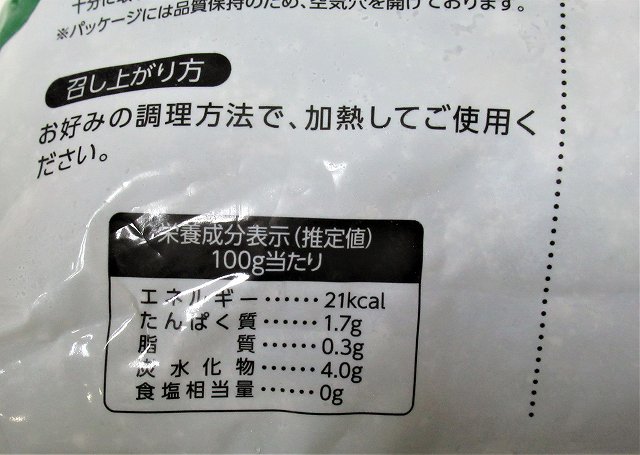 十分に
※パッケージには品質保持のため、空気穴を開けております。
召し上がり方
お好みの調理方法で、加熱してご使用く
ださい。
栄養成分表示(推定値)
100g当たり
エネルギー……21kcal
たんぱく質……1.7g
脂質……0.3g
炭水化物……4.0g
食塩相当量……0g